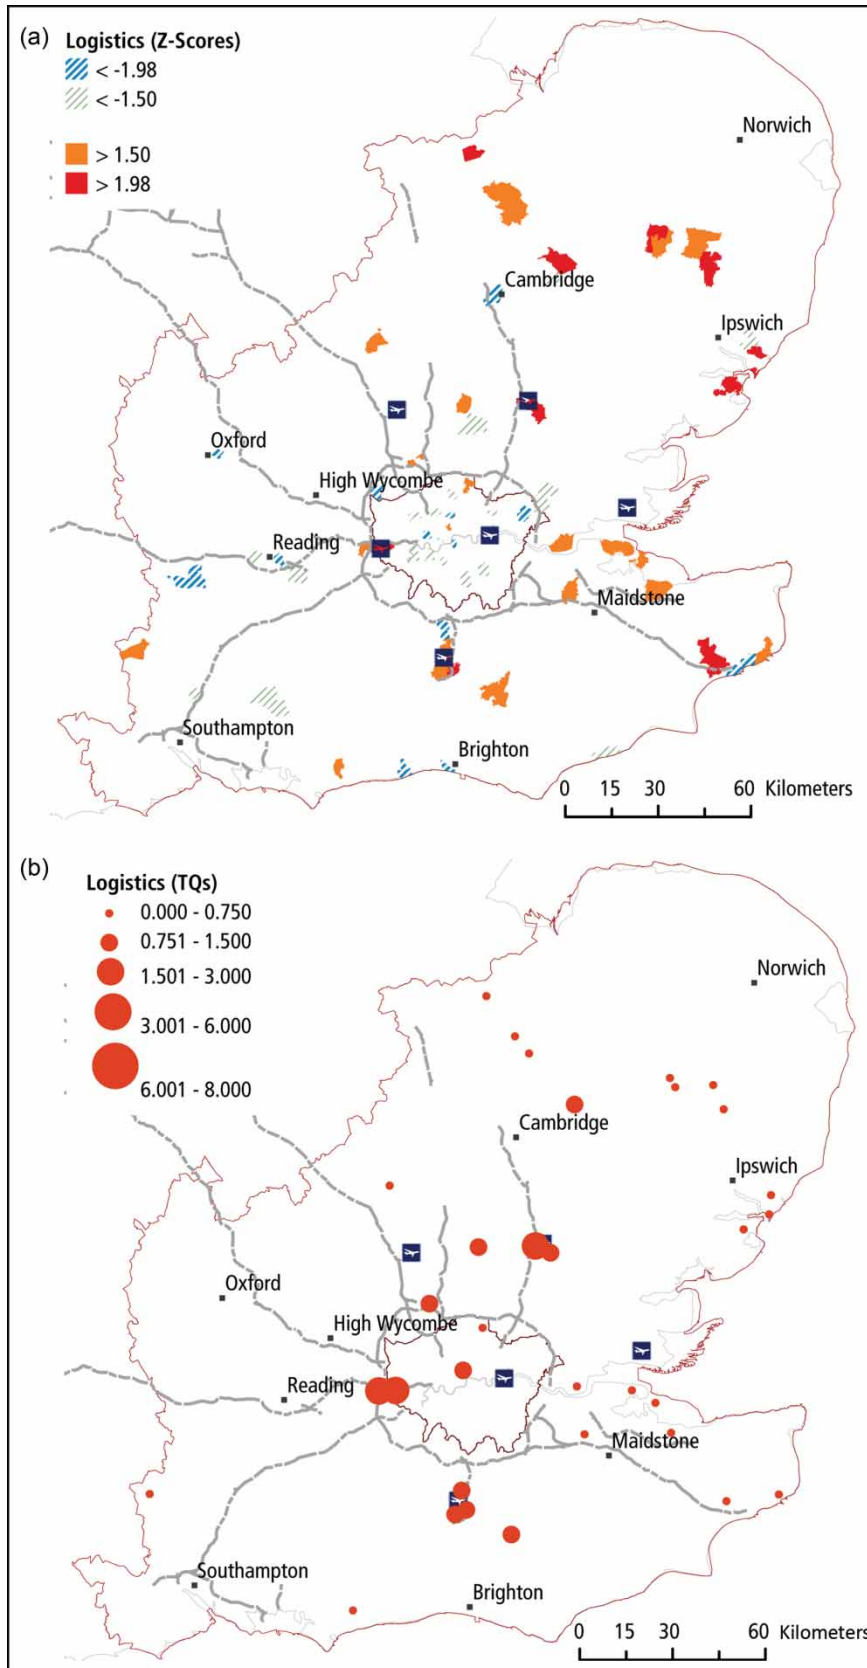 (a)
Logistics (Z-Scores)
< -1.98
< -1.50
> 1.50
> 1.98
Norwich
Cambridge
Ipswich
Oxford
High Wycombe
Reading
Maidstone
Southampton
Brighton
0 15 30 60 Kilometers
(b)
Logistics (TQs)
0.000 - 0.750
0.751 - 1.500
1.501 - 3.000
3.001 - 6.000
6.001 - 8.000
Norwich
Cambridge
Ipswich
Oxford
High Wycombe
Reading
Maidstone
Southampton
Brighton
0 15 30 60 Kilometers